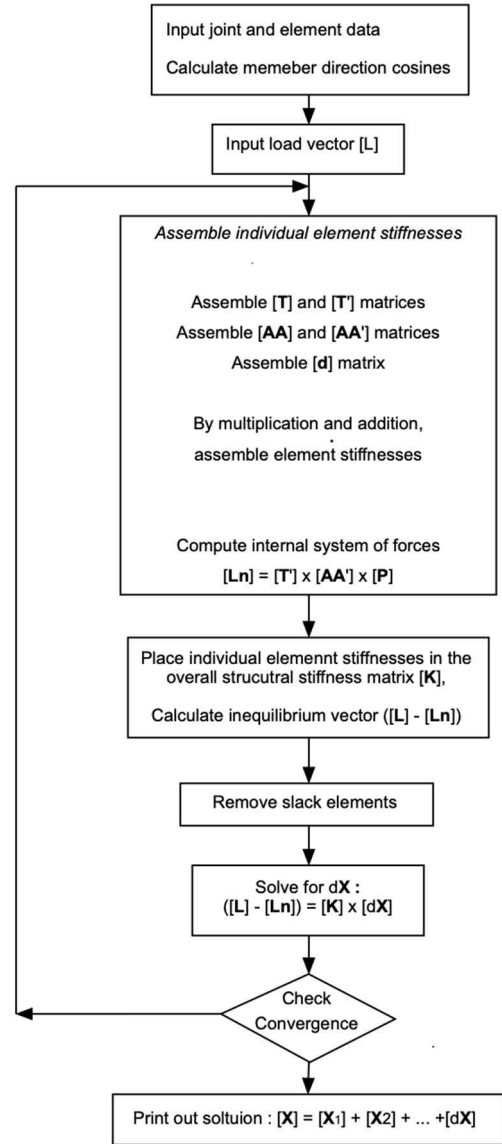 Input joint and element data
Calculate memeber direction cosines
Input load vector [L]
Assemble individual element stiffnesses
Assemble [T] and [T'] matrices
Assemble [AA] and [AA'] matrices
Assemble [d] matrix
By multiplication and addition,
assemble element stiffnesses
Compute internal system of forces
[Ln] = [T'] x [AA'] x [P]
Place individual elemennt stiffnesses in the
overall strucutral stiffness matrix [K],
Calculate inequilibrium vector ([L] - [Ln])
Remove slack elements
Solve for dX :
([L] - [Ln]) = [K] x [dX]
Check
Convergence
Print out soltuion : [X] = [X1] + [X2] + ... +[dX]